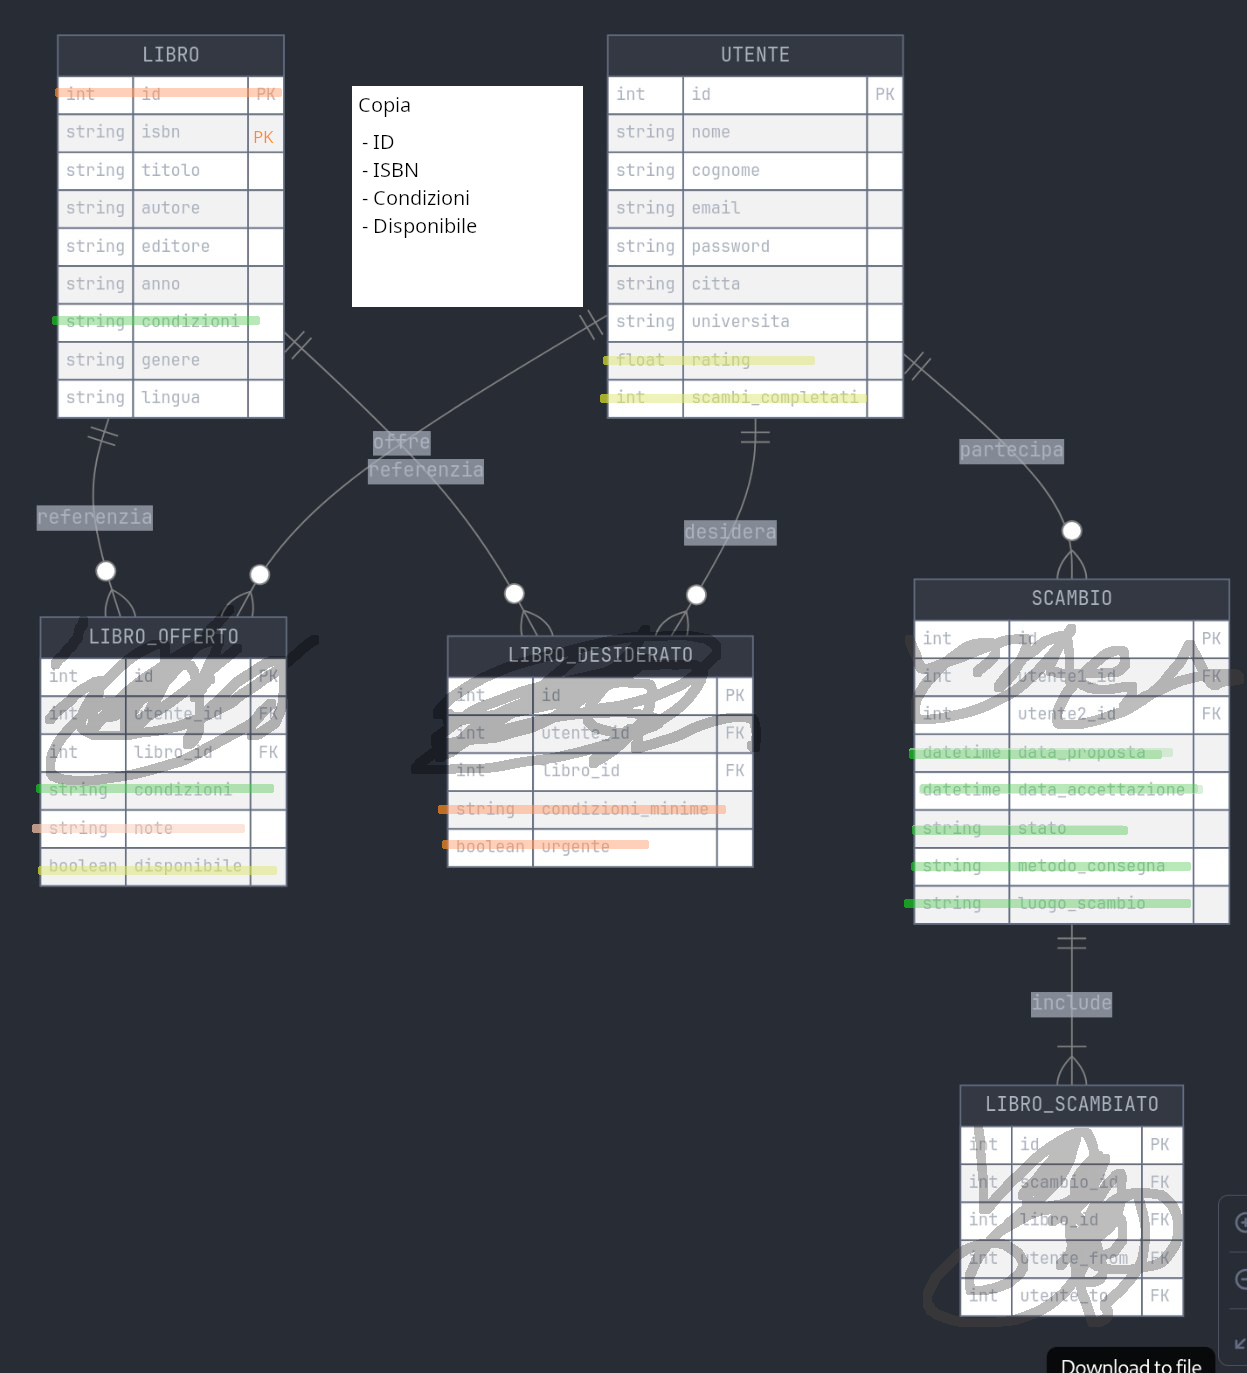 LIBRO
int id PK
string isbn PK
string titolo
string autore
string editore
string anno
string condizioni
string genere
string lingua
Copia
- ID
- ISBN
- Condizioni
- Disponibile
UTENTE
int id PK
string nome
string cognome
string email
string password
string citta
string universita
float rating
int scambi_completati
offre
referenzia
partecipa
referenzia
desidera
LIBRO_OFFERTO
int id PK
int utente_id FK
int libro_id FK
string condizioni
string note
boolean disponibile
LIBRO_DESIDERATO
int id PK
int utente_id FK
int libro_id FK
string condizioni_minime
boolean urgente
SCAMBIO
int id PK
int utente1_id FK
int utente2_id FK
datetime data_proposta
datetime data_accettazione
string stato
string metodo_consegna
string luogo_scambio
include
LIBRO_SCAMBIATO
int id PK
int scambio_id FK
int libro_id FK
int utente_from FK
int utente_to FK
Download to file